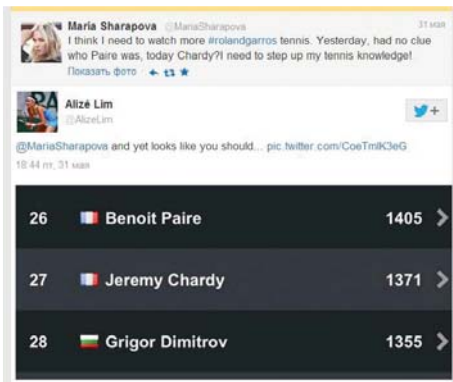 Maria Sharapova @MariaSharapova 31 мая
I think I need to watch more #rolandgarros tennis. Yesterday, had no clue
who Paire was, today Chardy?I need to step up my tennis knowledge!
Показать фото
Alizé Lim
@AlizeLim
@MariaSharapova and yet looks like you should... pic.twitter.com/CoeTmlK3eG
18:44 пт, 31 мая
26 Benoit Paire 1405
27 Jeremy Chardy 1371
28 Grigor Dimitrov 1355